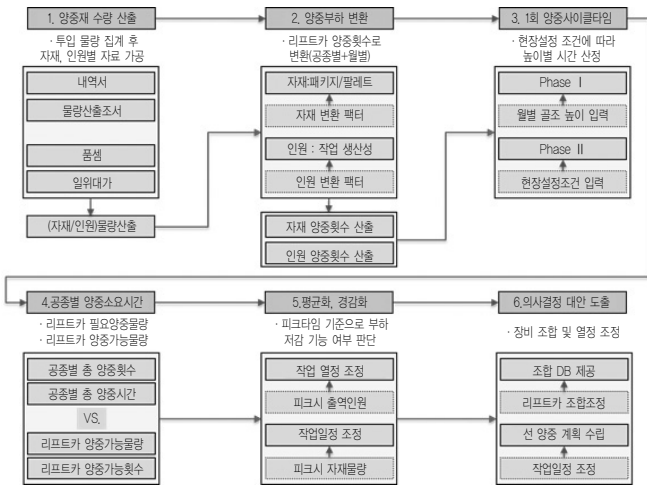 1. 양중재 수량 산출
· 투입 물량 집계 후
자재, 인원별 자료 가공
내역서
물량산출조서
품셈
일위대가
(자재/인원)물량산출
2. 양중부하 변환
· 리프트카 양중횟수로
변환(공종별+월별)
자재:패키지/팔레트
자재 변환 팩터
인원 : 작업 생산성
인원 변환 팩터
자재 양중횟수 산출
인원 양중횟수 산출
3. 1회 양중사이클타임
· 현장설정 조건에 따라
높이별 시간 산정
Phase Ⅰ
월별 골조 높이 입력
Phase Ⅱ
현장설정조건 입력
4.공종별 양중소요시간
· 리프트카 필요양중물량
· 리프트카 양중가능물량
공종별 총 양중횟수
공종별 총 양중시간
VS.
리프트카 양중가능물량
리프트카 양중가능횟수
5.평균화, 경감화
· 피크타임 기준으로 부하
저감 기능 여부 판단
작업 열정 조정
피크시 출역인원
작업일정 조정
피크시 자재물량
6.의사결정 대안 도출
· 장비 조합 및 열정 조정
조합 DB 제공
리프트카 조합조정
선 양중 계획 수립
작업일정 조정